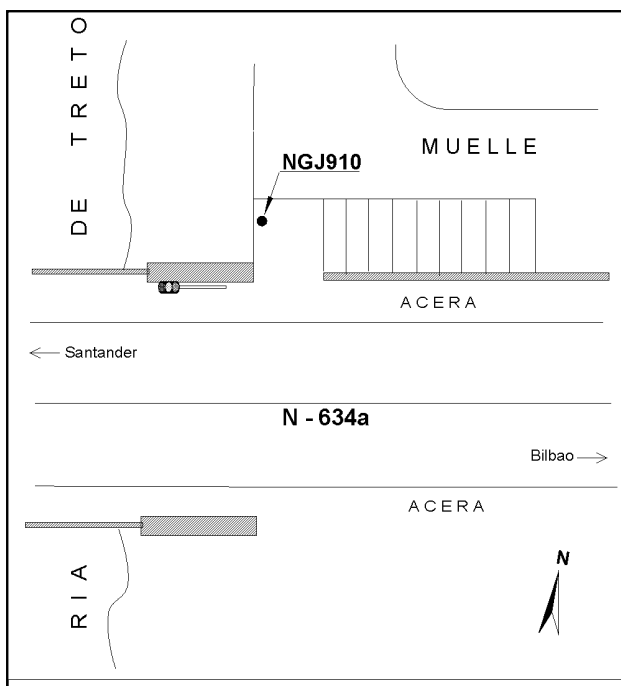 DE TRETO
MUELLE
NGJ910
ACERA
Santander
N - 634a
Bilbao
ACERA
RIA
N